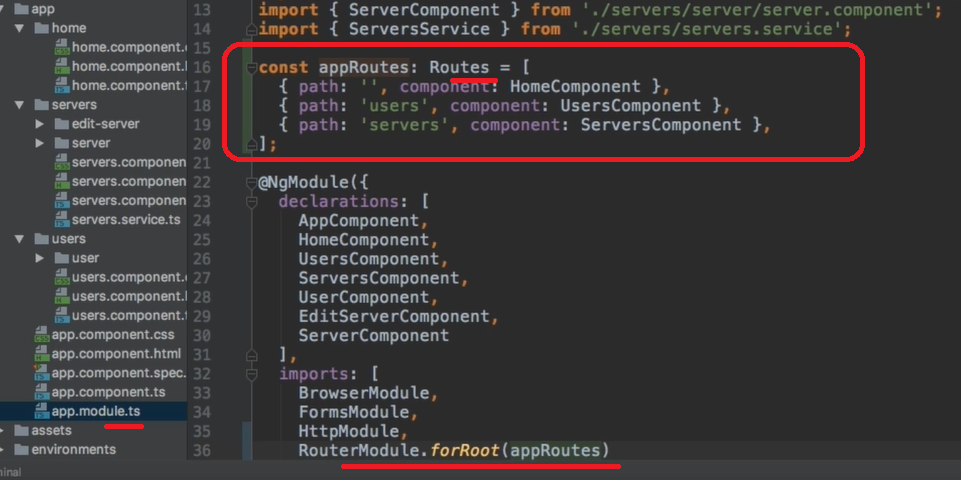 app
home
home.component.
home.component.
home.component.
servers
edit-server
server
servers.component
servers.component
servers.component
servers.service.ts
users
user
users.component.
users.component.
users.component.
app.component.css
app.component.html
app.component.spec.
app.component.ts
app.module.ts
assets
environments
minal
13 import { ServerComponent } from './servers/server/server.component';
14 import { ServersService } from './servers/servers.service';
15
16 const appRoutes: Routes = [
17 { path: '', component: HomeComponent },
18 { path: 'users', component: UsersComponent },
19 { path: 'servers', component: ServersComponent },
20 ];
21
22 @NgModule({
23 declarations: [
24 AppComponent,
25 HomeComponent,
26 UsersComponent,
27 ServersComponent,
28 UserComponent,
29 EditServerComponent,
30 ServerComponent
31 ],
32 imports: [
33 BrowserModule,
34 FormsModule,
35 HttpModule,
36 RouterModule.forRoot(appRoutes)